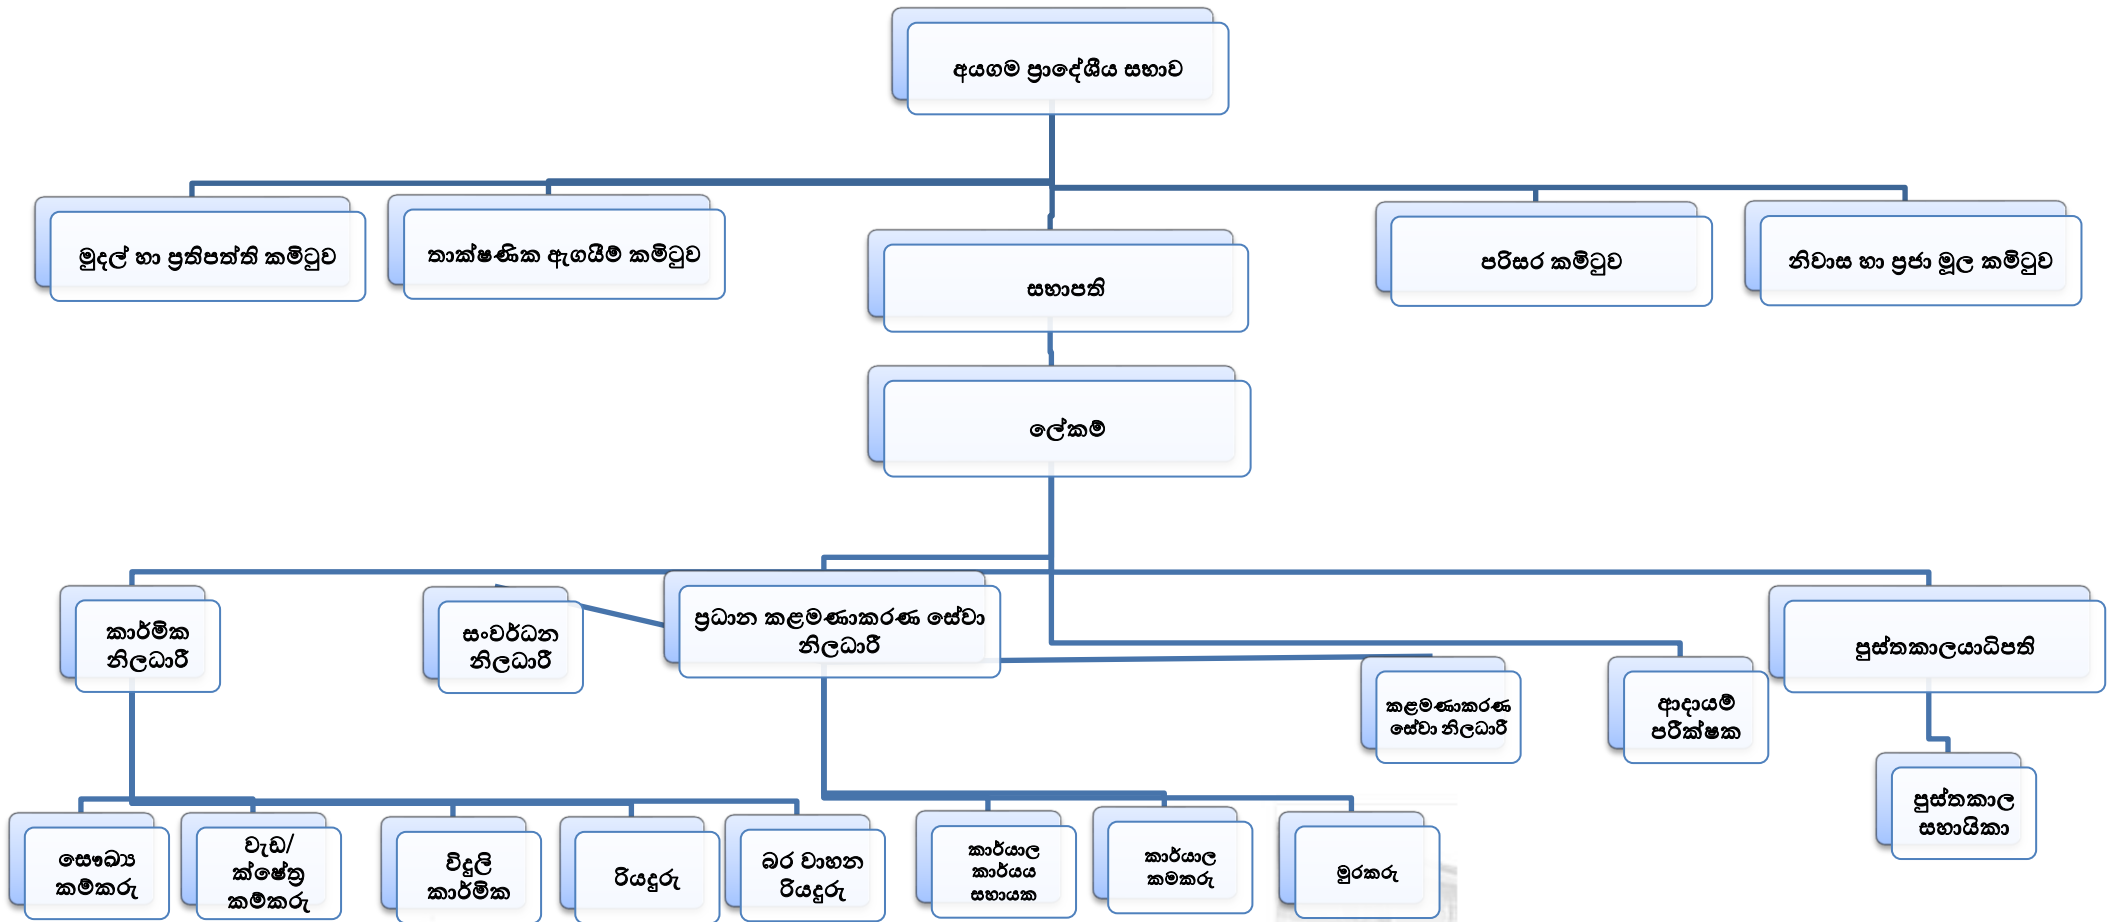 අයගම ප්‍රාදේශීය සභාව
මුදල් හා ප්‍රතිපත්ති කමිටුව
තාක්ෂණික ඇගයීම් කමිටුව
සභාපති
පරිසර කමිටුව
නිවාස හා ප්‍රජා මූල කමිටුව
ලේකම්
කාර්මික
නිලධාරී
සංවර්ධන
නිලධාරී
ප්‍රධාන කළමණාකරණ සේවා
නිලධාරී
කළමණාකරණ
සේවා නිලධාරී
ආදායම්
පරීක්ෂක
පුස්තකාලයාධිපති
පුස්තකාල
සහායිකා
සෞඛ්‍ය
කම්කරු
වැඩ/
ක්ෂේත්‍ර
කම්කරු
විදුලි
කාර්මික
රියදුරු
බර වාහන
රියදුරු
කාර්යාල
කාර්යය
සහායක
කාර්යාල
කමකරු
මුරකරු